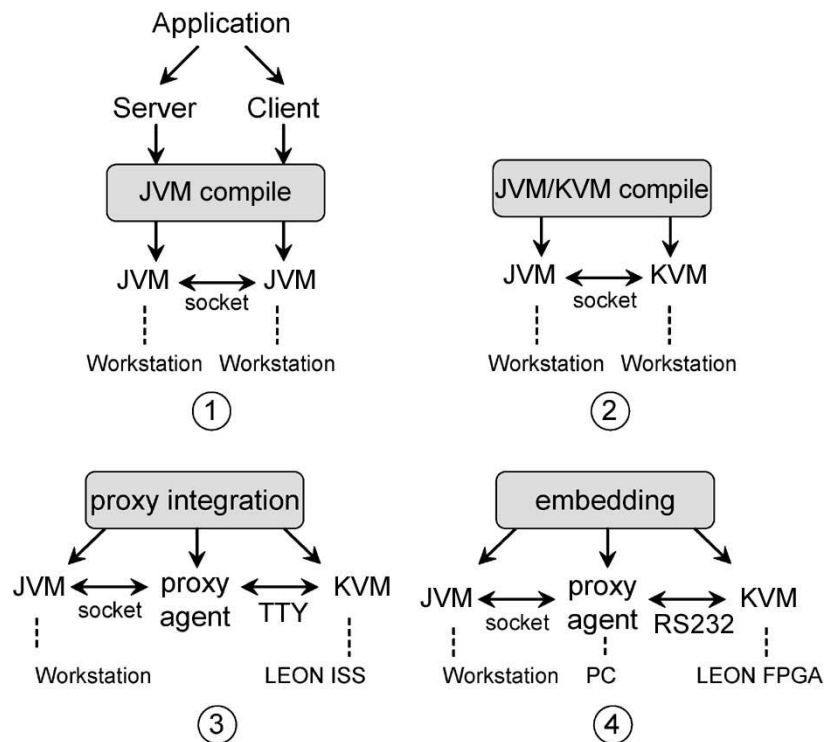 Application
Server Client
JVM compile
JVM JVM
socket
Workstation Workstation
1
JVM/KVM compile
JVM KVM
socket
Workstation Workstation
2
proxy integration
JVM proxy KVM
socket agent TTY
Workstation LEON ISS
3
embedding
JVM proxy KVM
socket agent RS232
Workstation PC LEON FPGA
4